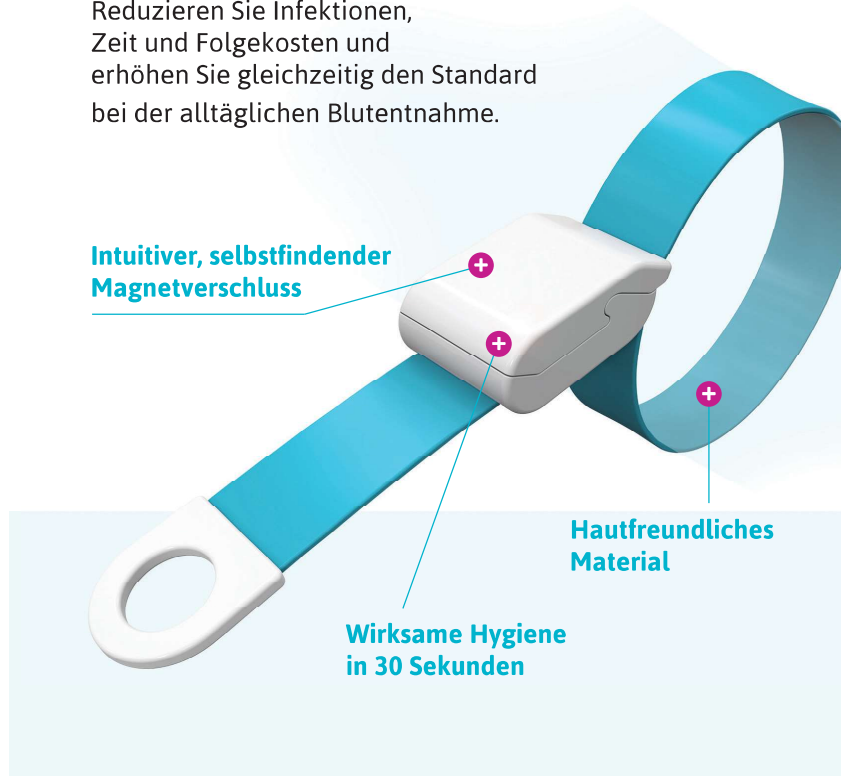 Reduzieren Sie Infektionen,
Zeit und Folgekosten und
erhöhen Sie gleichzeitig den Standard
bei der alltäglichen Blutentnahme.
Intuitiver, selbstfindender
Magnetverschluss
Hautfreundliches
Material
Wirksame Hygiene
in 30 Sekunden